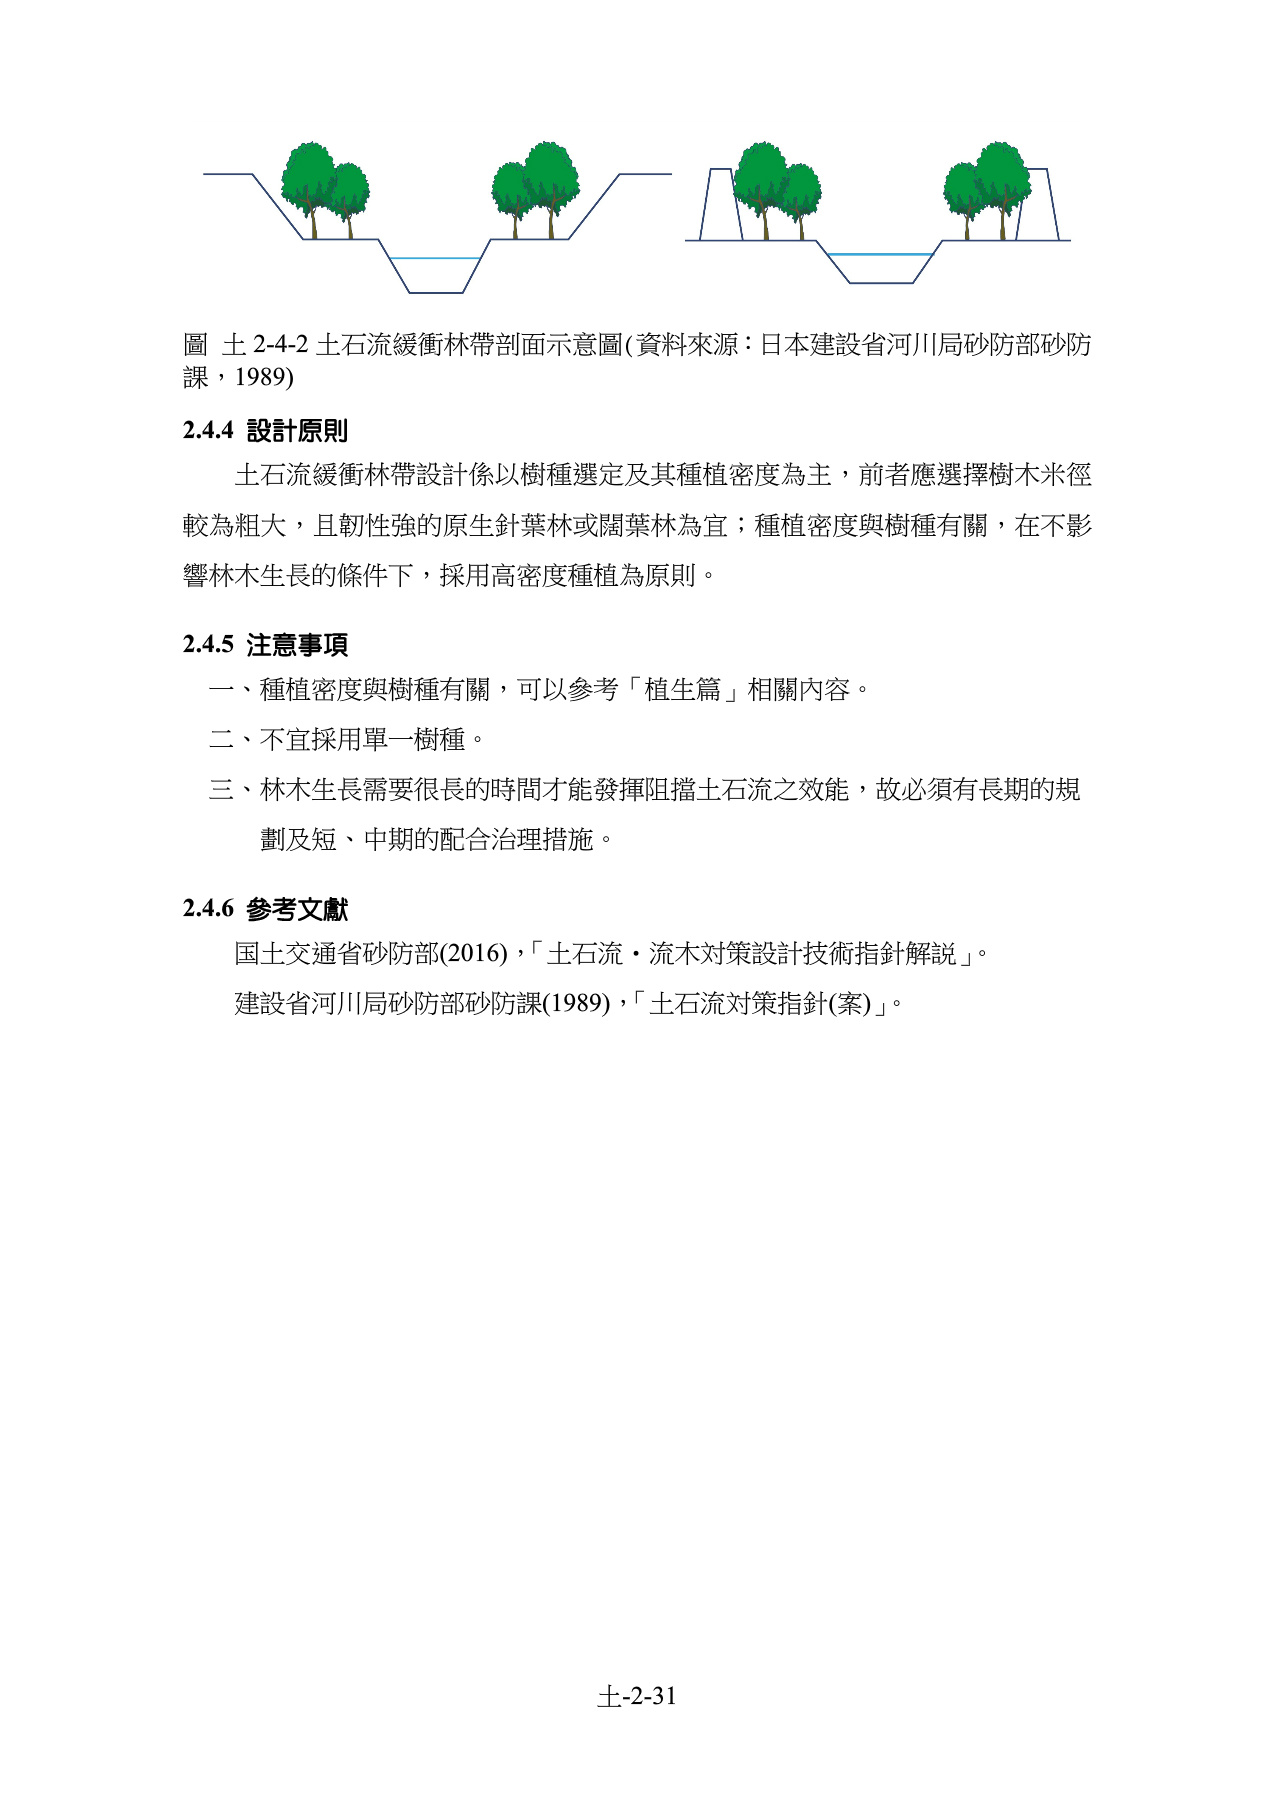 圖 土 2-4-2 土石流緩衝林帶剖面示意圖(資料來源：日本建設省河川局砂防部砂防
課，1989)
2.4.4 設計原則
土石流緩衝林帶設計係以樹種選定及其種植密度為主，前者應選擇樹木米徑
較為粗大，且韌性強的原生針葉林或闊葉林為宜；種植密度與樹種有關，在不影
響林木生長的條件下，採用高密度種植為原則。
2.4.5 注意事項
一、種植密度與樹種有關，可以參考「植生篇」相關內容。
二、不宜採用單一樹種。
三、林木生長需要很長的時間才能發揮阻擋土石流之效能，故必須有長期的規
劃及短、中期的配合治理措施。
2.4.6 參考文獻
国土交通省砂防部(2016)，「土石流・流木対策設計技術指針解説」。
建設省河川局砂防部砂防課(1989)，「土石流対策指針(案)」。
土-2-31